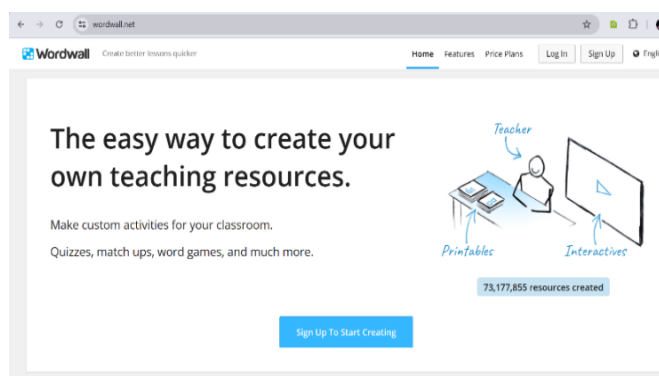 wordwall.net
Wordwall Create better lessons quicker Home Features Price Plans Log In Sign Up
The easy way to create your
own teaching resources.
Make custom activities for your classroom.
Quizzes, match ups, word games, and much more.
Teacher
Printables Interactives
73,177,855 resources created
Sign Up To Start Creating